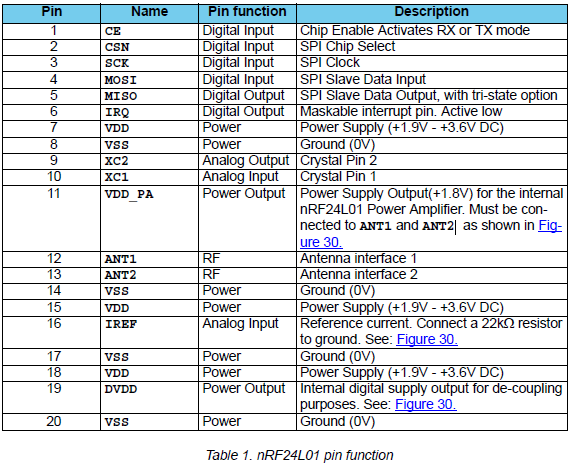 Pin Name Pin function Description
1 CE Digital Input Chip Enable Activates RX or TX mode
2 CSN Digital Input SPI Chip Select
3 SCK Digital Input SPI Clock
4 MOSI Digital Input SPI Slave Data Input
5 MISO Digital Output SPI Slave Data Output, with tri-state option
6 IRQ Digital Output Maskable interrupt pin. Active low
7 VDD Power Power Supply (+1.9V - +3.6V DC)
8 VSS Power Ground (0V)
9 XC2 Analog Output Crystal Pin 2
10 XC1 Analog Input Crystal Pin 1
11 VDD_PA Power Output Power Supply Output(+1.8V) for the internal
nRF24L01 Power Amplifier. Must be con-
nected to ANT1 and ANT2| as shown in Fig-
ure 30.
12 ANT1 RF Antenna interface 1
13 ANT2 RF Antenna interface 2
14 VSS Power Ground (0V)
15 VDD Power Power Supply (+1.9V - +3.6V DC)
16 IREF Analog Input Reference current. Connect a 22kΩ resistor
to ground. See: Figure 30.
17 VSS Power Ground (0V)
18 VDD Power Power Supply (+1.9V - +3.6V DC)
19 DVDD Power Output Internal digital supply output for de-coupling
purposes. See: Figure 30.
20 VSS Power Ground (0V)
Table 1. nRF24L01 pin function